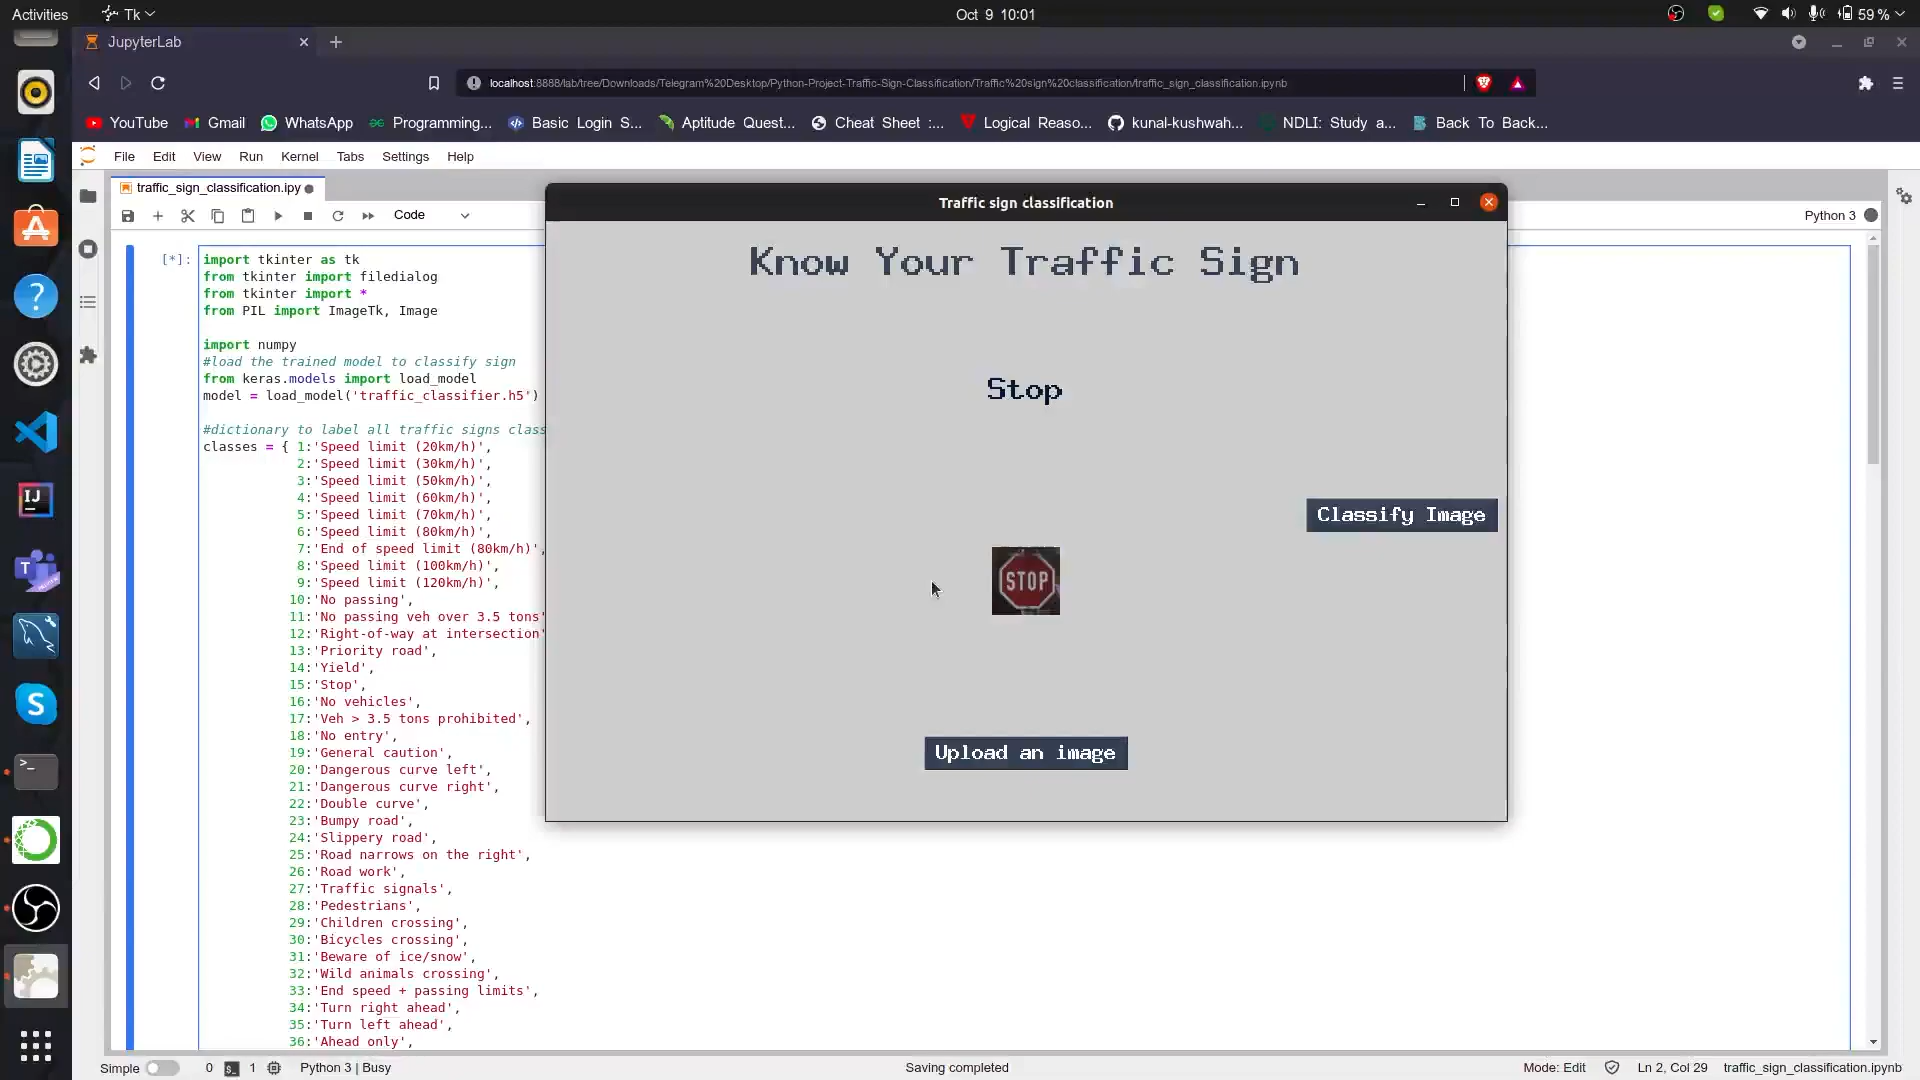 Activities Tk Oct 9 10:01 59 %
JupyterLab
localhost:8888/lab/tree/Downloads/Telegram%20Desktop/Python-Project-Traffic-Sign-Classification/Traffic%20sign%20classification/traffic_sign_classification.ipynb
YouTube Gmail WhatsApp Programming... Basic Login S... Aptitude Quest... Cheat Sheet :... Logical Reaso... kunal-kushwah... NDLI: Study a... Back To Back...
File Edit View Run Kernel Tabs Settings Help
traffic_sign_classification.ipy
Code
Python 3
[*]:
import tkinter as tk
from tkinter import filedialog
from tkinter import *
from PIL import ImageTk, Image
import numpy
#load the trained model to classify sign
from keras.models import load_model
model = load_model('traffic_classifier.h5')
#dictionary to label all traffic signs class
classes = { 1:'Speed limit (20km/h)',
2:'Speed limit (30km/h)',
3:'Speed limit (50km/h)',
4:'Speed limit (60km/h)',
5:'Speed limit (70km/h)',
6:'Speed limit (80km/h)',
7:'End of speed limit (80km/h)',
8:'Speed limit (100km/h)',
9:'Speed limit (120km/h)',
10:'No passing',
11:'No passing veh over 3.5 tons'
12:'Right-of-way at intersection'
13:'Priority road',
14:'Yield',
15:'Stop',
16:'No vehicles',
17:'Veh > 3.5 tons prohibited',
18:'No entry',
19:'General caution',
20:'Dangerous curve left',
21:'Dangerous curve right',
22:'Double curve',
23:'Bumpy road',
24:'Slippery road',
25:'Road narrows on the right',
26:'Road work',
27:'Traffic signals',
28:'Pedestrians',
29:'Children crossing',
30:'Bicycles crossing',
31:'Beware of ice/snow',
32:'Wild animals crossing',
33:'End speed + passing limits',
34:'Turn right ahead',
35:'Turn left ahead',
36:'Ahead only',
Traffic sign classification
Know Your Traffic Sign
Stop
Classify Image
STOP
Upload an image
Simple 0 1 Python 3 | Busy Saving completed Mode: Edit Ln 2, Col 29 traffic_sign_classification.ipynb